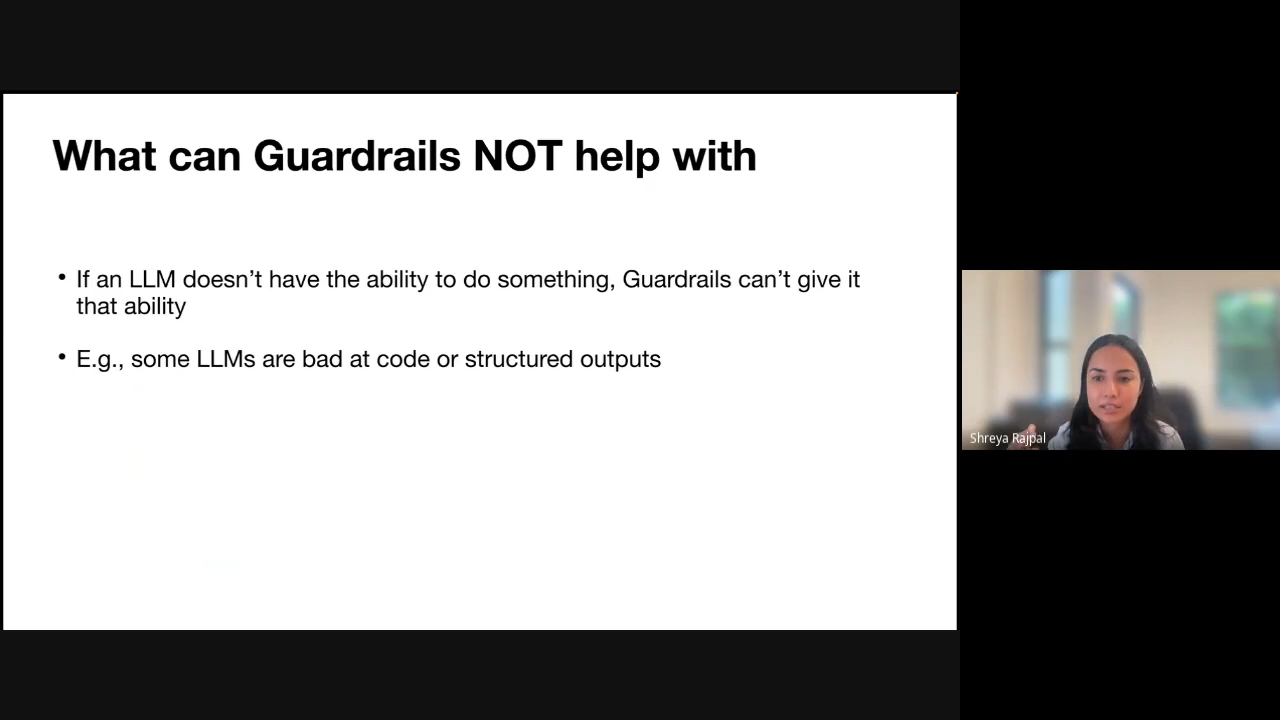 What can Guardrails NOT help with
• If an LLM doesn’t have the ability to do something, Guardrails can’t give it
that ability
• E.g., some LLMs are bad at code or structured outputs
Shreya Rajpal